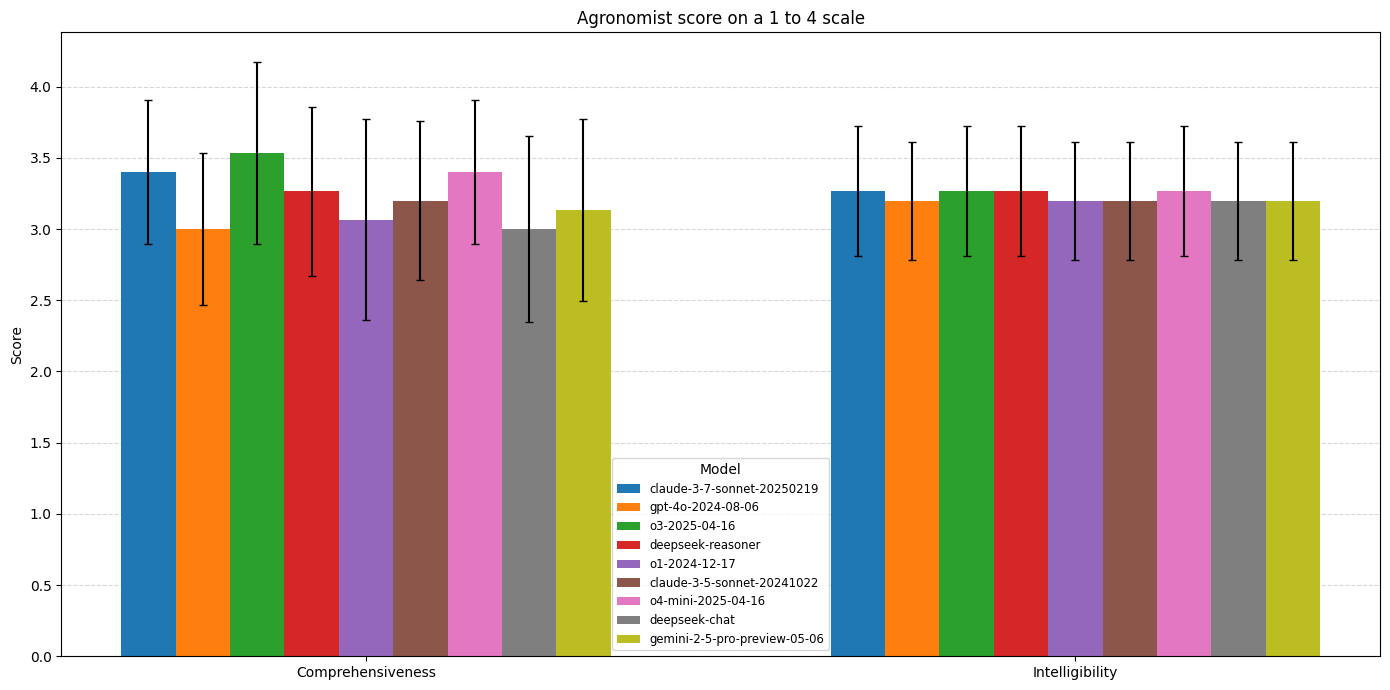 Agronomist score on a 1 to 4 scale
Score
4.0
3.5
3.0
2.5
2.0
1.5
1.0
0.5
0.0
Model
claude-3-7-sonnet-20250219
gpt-4o-2024-08-06
o3-2025-04-16
deepseek-reasoner
o1-2024-12-17
claude-3-5-sonnet-20241022
o4-mini-2025-04-16
deepseek-chat
gemini-2-5-pro-preview-05-06
Comprehensiveness
Intelligibility